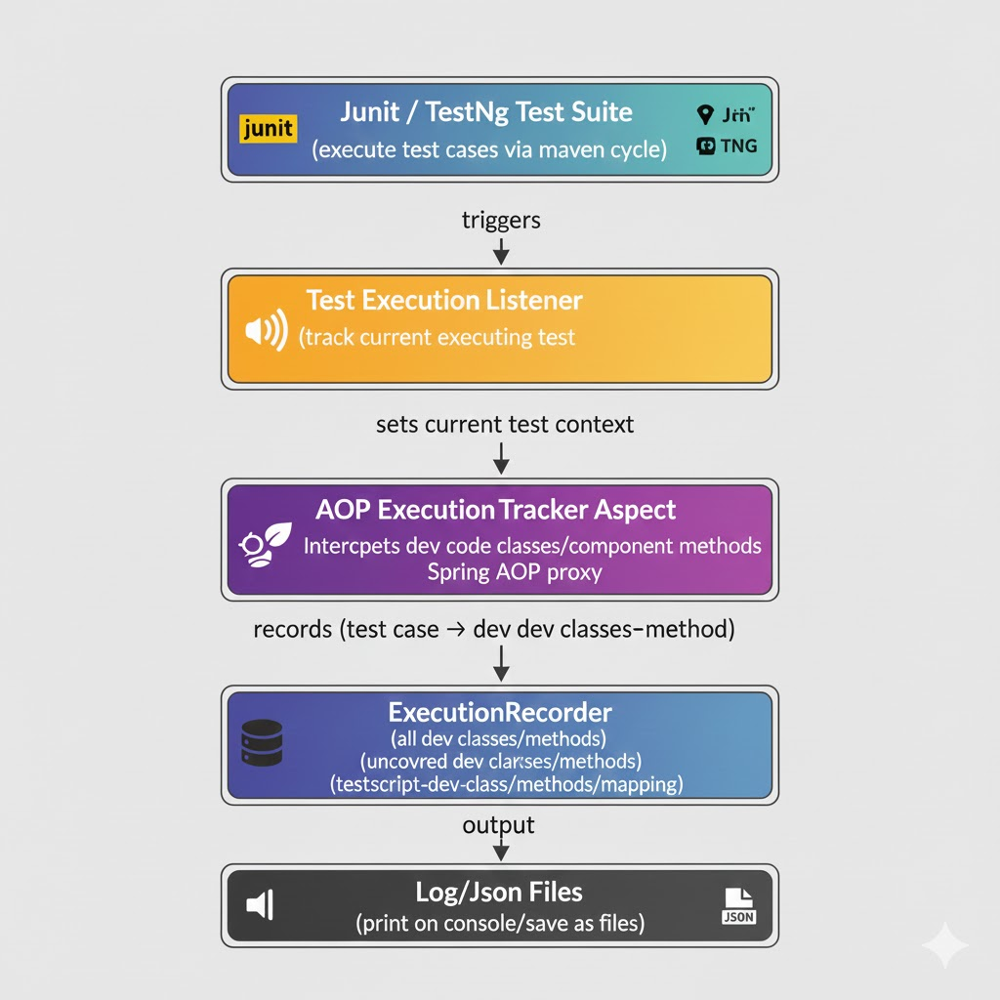 Junit / TestNg Test Suite
junit
(execute test cases via maven cycle)
TNG
triggers
Test Execution Listener
(track current executing test
sets current test context
AOP Execution Tracker Aspect
Intercpets dev code classes/component methods
Spring AOP proxy
records (test case → dev dev classes-method)
ExecutionRecorder
(all dev classes/methods)
(uncovred dev clarses/methods)
(testscript-dev-class/methods/mapping)
output
Log/Json Files
(print on console/save as files)
JSON